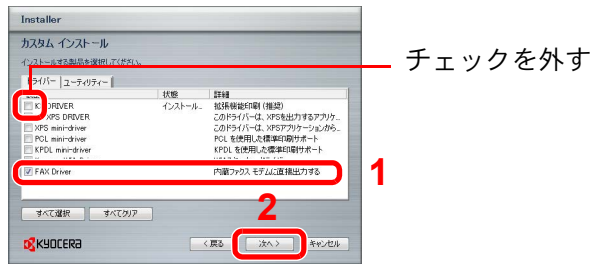 Installer
カスタム インストール
インストールする製品を選択してください。
チェックを外す
ドライバー ユーティリティー
状態 詳細
DRIVER インストール.. 拡張機能印刷 (推奨)
XPS DRIVER このドライバーは、XPSを出力するアプリケ..
XPS mini-driver このドライバーは、XPSアプリケーションから..
PCL mini-driver PCL を使用した標準印刷サポート
KPDL mini-driver KPDL を使用した標準印刷サポート
FAX Driver 内蔵ファクス モデムに直接出力する
1
すべて選択 すべてクリア
2
KYOCERA
< 戻る 次へ > キャンセル